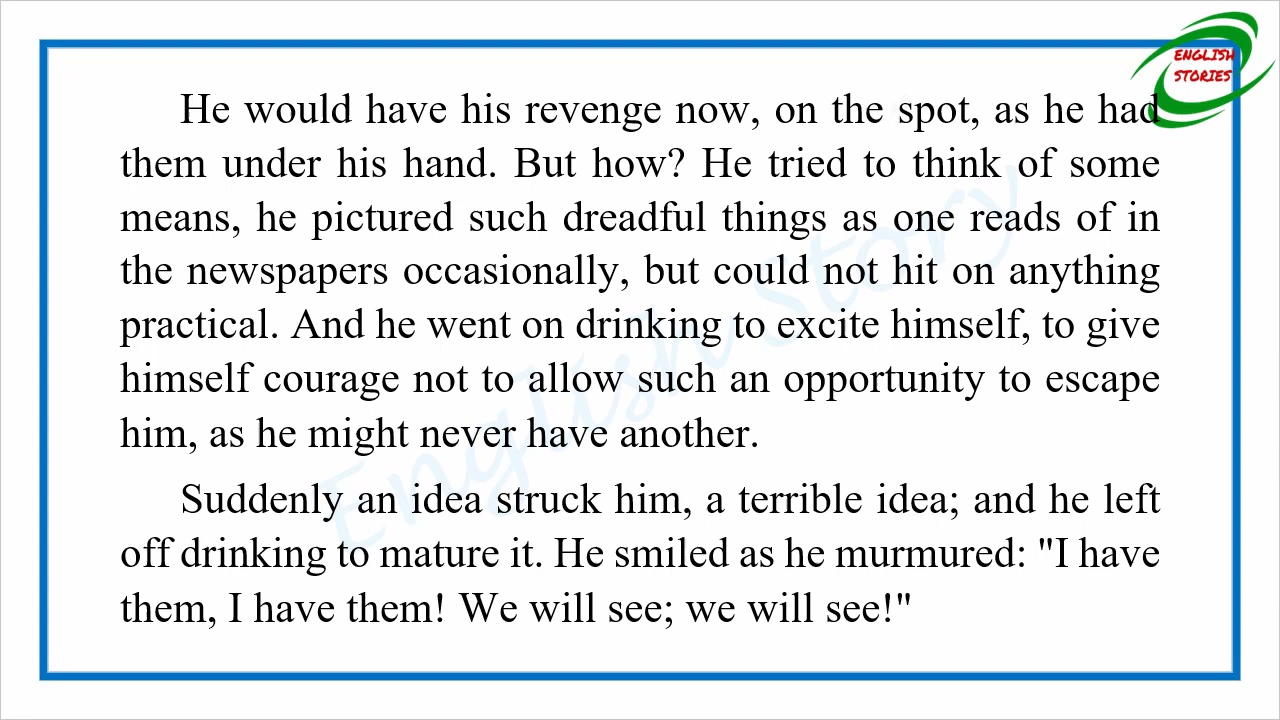 ENGLISH
STORIES
He would have his revenge now, on the spot, as he had
them under his hand. But how? He tried to think of some
means, he pictured such dreadful things as one reads of in
the newspapers occasionally, but could not hit on anything
practical. And he went on drinking to excite himself, to give
himself courage not to allow such an opportunity to escape
him, as he might never have another.
Suddenly an idea struck him, a terrible idea; and he left
off drinking to mature it. He smiled as he murmured: "I have
them, I have them! We will see; we will see!"
English Story